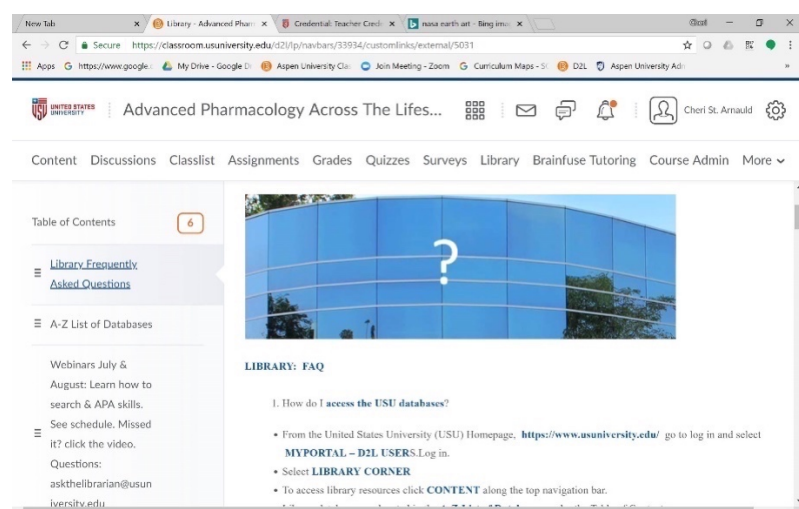 New Tab
Library - Advanced Pharm
Credential: Teacher Credi
nasa earth art - Bing ima
Secure https://classroom.usuniversity.edu/d2l/lp/navbars/33934/customlinks/external/5031
Apps https://www.google. My Drive - Google D Aspen University Cla Join Meeting - Zoom Curriculum Maps - S D2L Aspen University Ad »
UNITED STATES
UNIVERSITY
Advanced Pharmacology Across The Lifes...
Cheri St. Arnauld
Content Discussions Classlist Assignments Grades Quizzes Surveys Library Brainfuse Tutoring Course Admin More
Table of Contents 6
Library Frequently
Asked Questions
A-Z List of Databases
Webinars July &
August: Learn how to
search & APA skills.
See schedule. Missed
it? click the video.
Questions:
askthelibrarian@usun
iversity.edu
?
LIBRARY: FAQ
1. How do I access the USU databases?
• From the United States University (USU) Homepage, https://www.usuniversity.edu/ go to log in and select
MYPORTAL – D2L USERS.Log in.
• Select LIBRARY CORNER
• To access library resources click CONTENT along the top navigation bar.